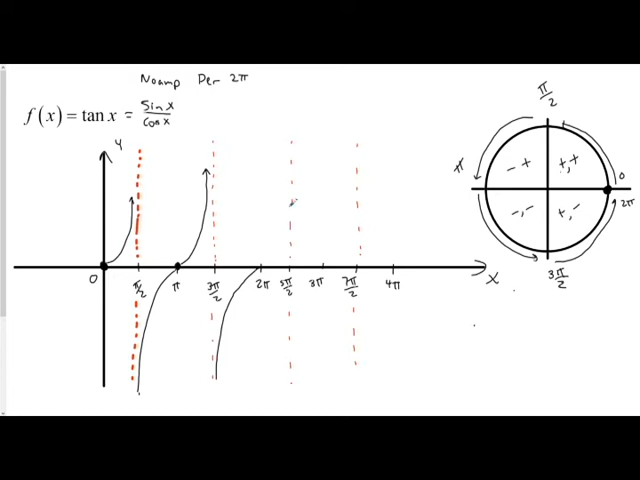 No amp Per 2π
f(x) = tan x = sin x / cos x
y
π/2
π
- +
+,+
0
2π
-,-
+,-
3π/2
0 π/2 π 3π/2 2π 5π/2 3π 7π/2 4π x